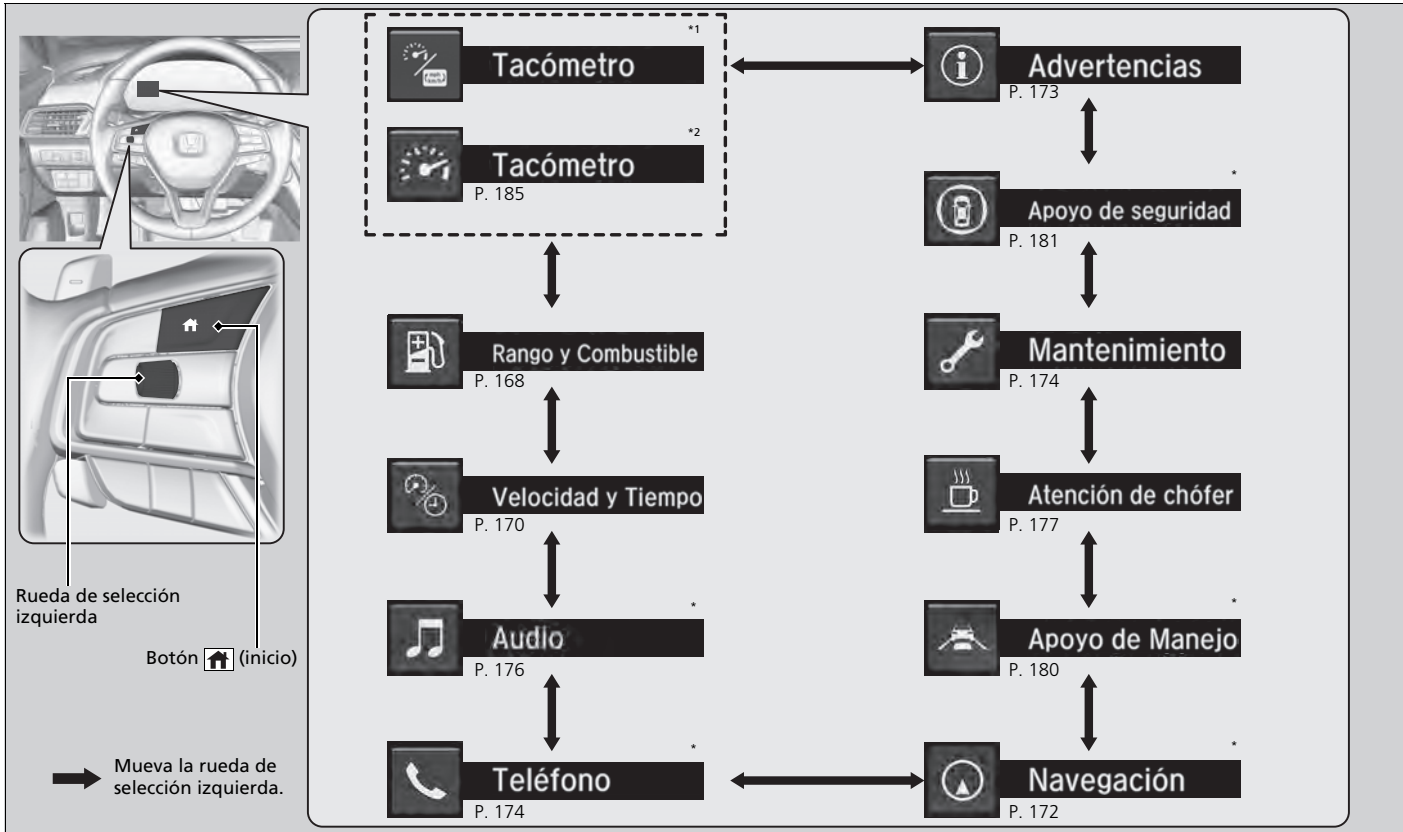 *1
Tacómetro
*2
Tacómetro
P. 185
Rango y Combustible
P. 168
Velocidad y Tiempo
P. 170
*
Audio
P. 176
*
Teléfono
P. 174
Advertencias
P. 173
*
Apoyo de seguridad
P. 181
Mantenimiento
P. 174
Atención de chófer
P. 177
*
Apoyo de Manejo
P. 180
*
Navegación
P. 172
Rueda de selección
izquierda
Botón (inicio)
Mueva la rueda de
selección izquierda.